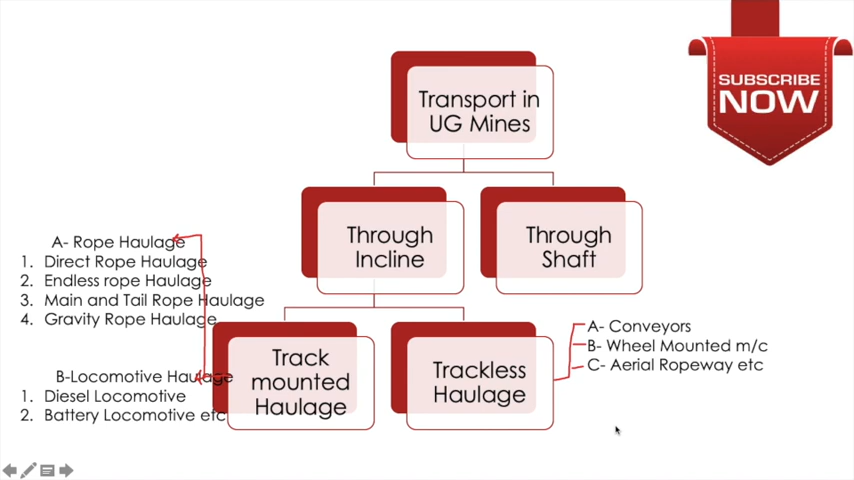 SUBSCRIBE
NOW
Transport in
UG Mines
Through
Incline
Through
Shaft
A- Rope Haulage
1. Direct Rope Haulage
2. Endless rope Haulage
3. Main and Tail Rope Haulage
4. Gravity Rope Haulage
B-Locomotive Haulage
1. Diesel Locomotive
2. Battery Locomotive etc
Track
mounted
Haulage
Trackless
Haulage
A- Conveyors
B- Wheel Mounted m/c
C- Aerial Ropeway etc